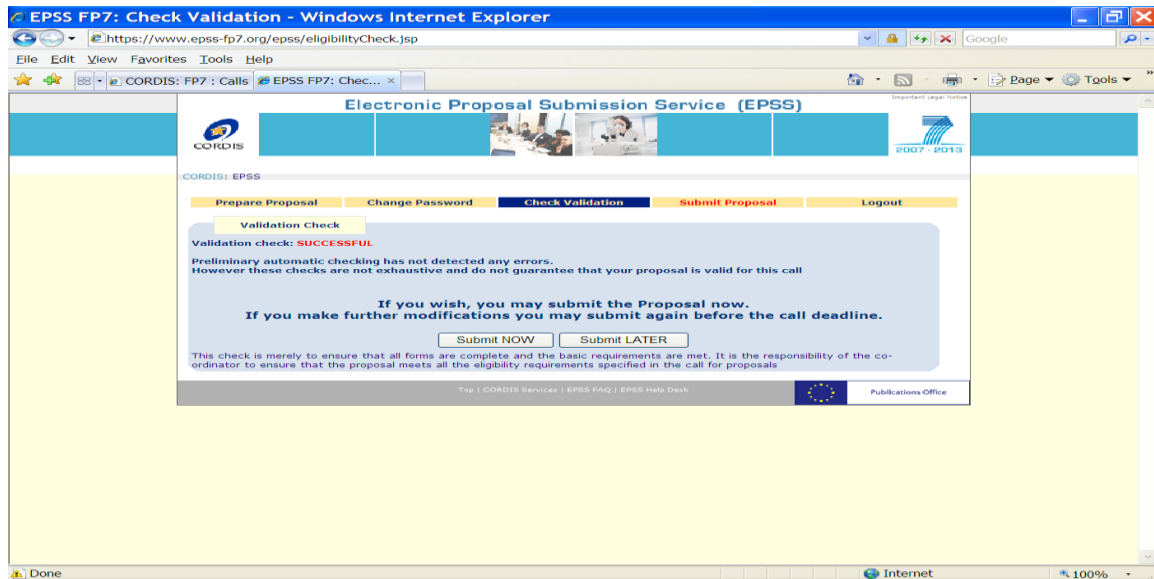 EPSS FP7: Check Validation - Windows Internet Explorer
https://www.epss-fp7.org/epss/eligibilityCheck.jsp
Google
File Edit View Favorites Tools Help
CORDIS: FP7 : Calls
EPSS FP7: Chec...
Page
Tools
Electronic Proposal Submission Service (EPSS)
Important Legal Notice
CORDIS
2007 - 2013
CORDIS: EPSS
Prepare Proposal
Change Password
Check Validation
Submit Proposal
Logout
Validation Check
Validation check: SUCCESSFUL
Preliminary automatic checking has not detected any errors.
However these checks are not exhaustive and do not guarantee that your proposal is valid for this call
If you wish, you may submit the Proposal now.
If you make further modifications you may submit again before the call deadline.
Submit NOW
Submit LATER
This check is merely to ensure that all forms are complete and the basic requirements are met. It is the responsibility of the co-
ordinator to ensure that the proposal meets all the eligibility requirements specified in the call for proposals
Top | CORDIS Services | EPSS FAQ | EPSS Help Desk
Publications Office
Done
Internet
100%